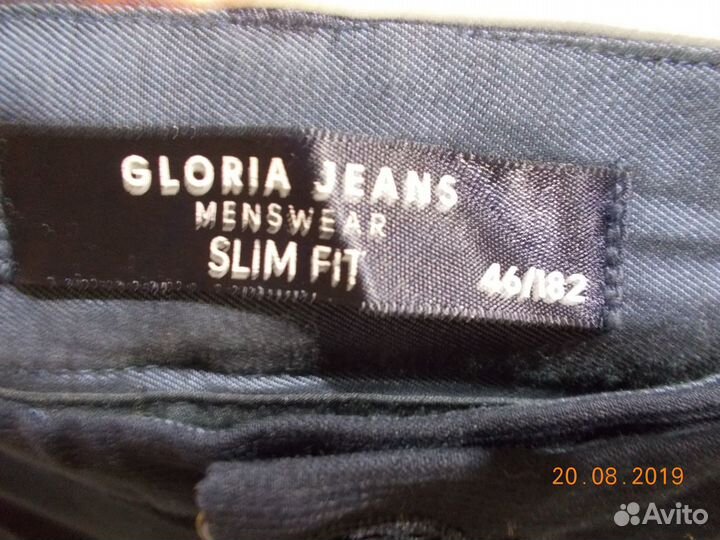 GLORIA JEANS
MENSWEAR
SLIM FIT
46/182
20.08.2019
Avito